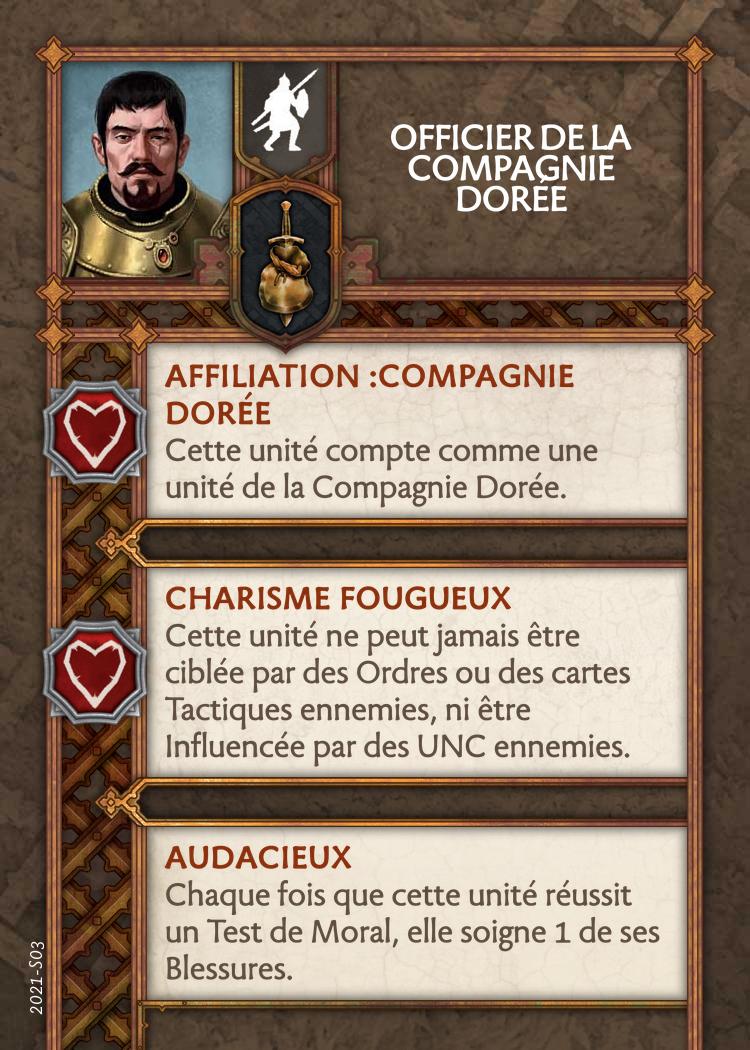 OFFICIER DE LA
COMPAGNIE
DORÉE
AFFILIATION :COMPAGNIE
DORÉE
Cette unité compte comme une
unité de la Compagnie Dorée.
CHARISME FOUGUEUX
Cette unité ne peut jamais être
ciblée par des Ordres ou des cartes
Tactiques ennemies, ni être
Influencée par des UNC ennemies.
AUDACIEUX
Chaque fois que cette unité réussit
un Test de Moral, elle soigne 1 de ses
Blessures.
2021-S03